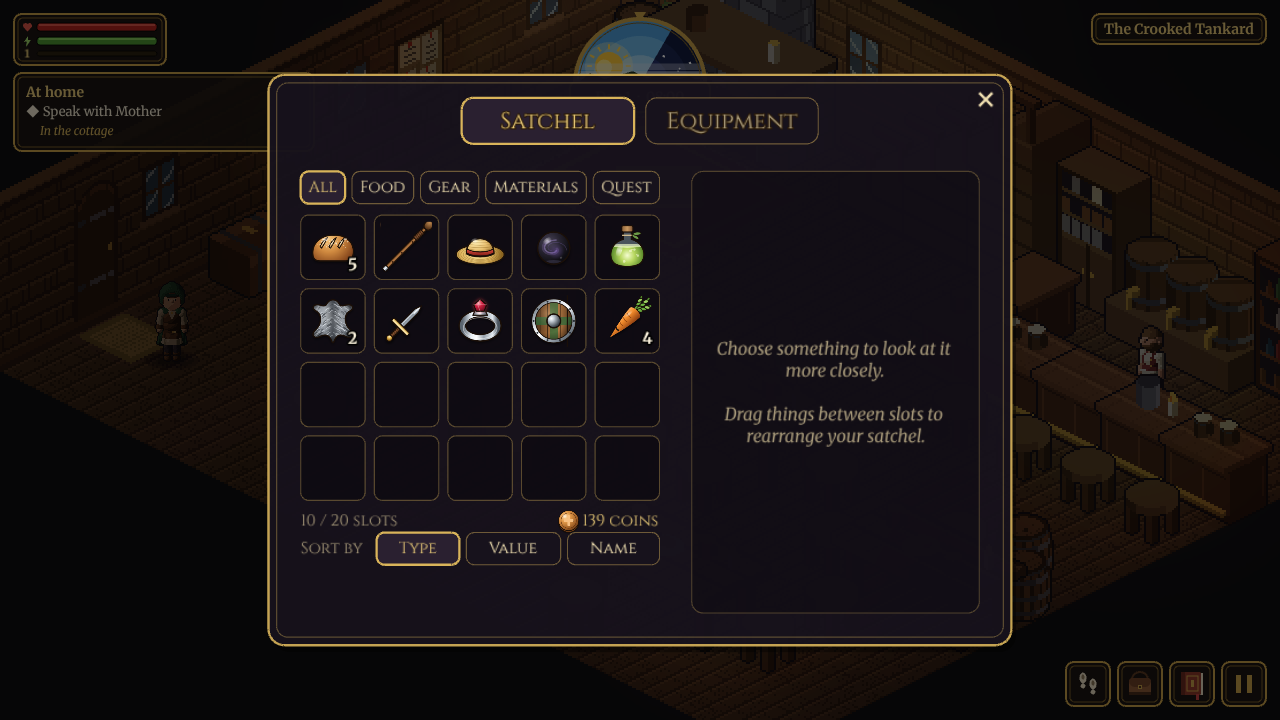 1
The Crooked Tankard
At home
◆ Speak with Mother
In the cottage
Satchel
Equipment
×
All
Food
Gear
Materials
Quest
5
2
4
Choose something to look at it
more closely.
Drag things between slots to
rearrange your satchel.
10 / 20 slots
139 coins
Sort by
Type
Value
Name